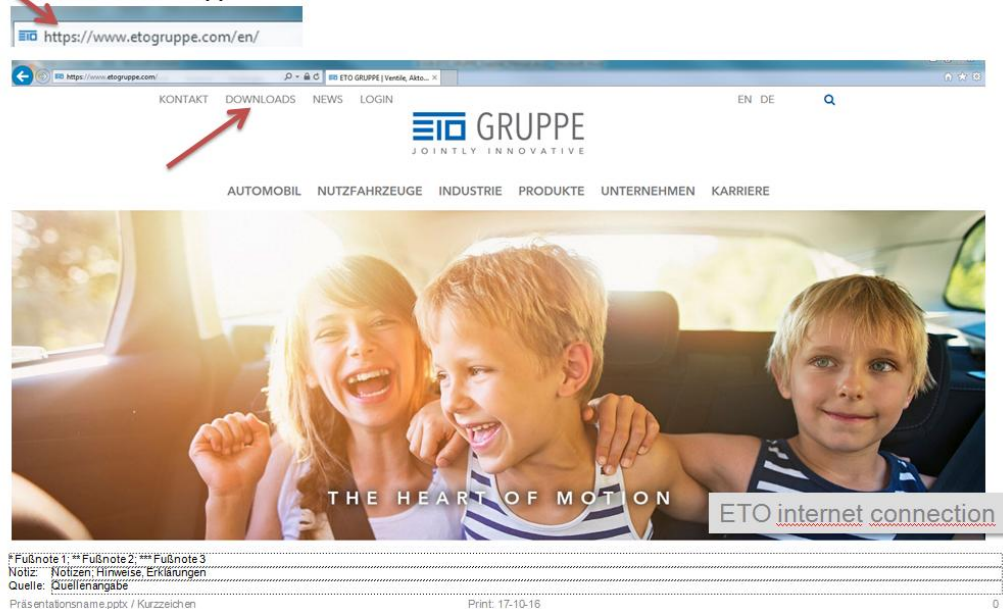 https://www.etogruppe.com/en/
https://www.etogruppe.com/
ETO GRUPPE | Ventile, Akto...
KONTAKT DOWNLOADS NEWS LOGIN
EN DE
ETO GRUPPE
JOINTLY INNOVATIVE
AUTOMOBIL NUTZFAHRZEUGE INDUSTRIE PRODUKTE UNTERNEHMEN KARRIERE
THE HEART OF MOTION
ETO internet connection
* Fußnote 1; ** Fußnote 2; *** Fußnote 3
Notiz: Notizen; Hinweise, Erklärungen
Quelle: Quellenangabe
Präsentationsname.pptx / Kurzzeichen
Print: 17-10-16
0